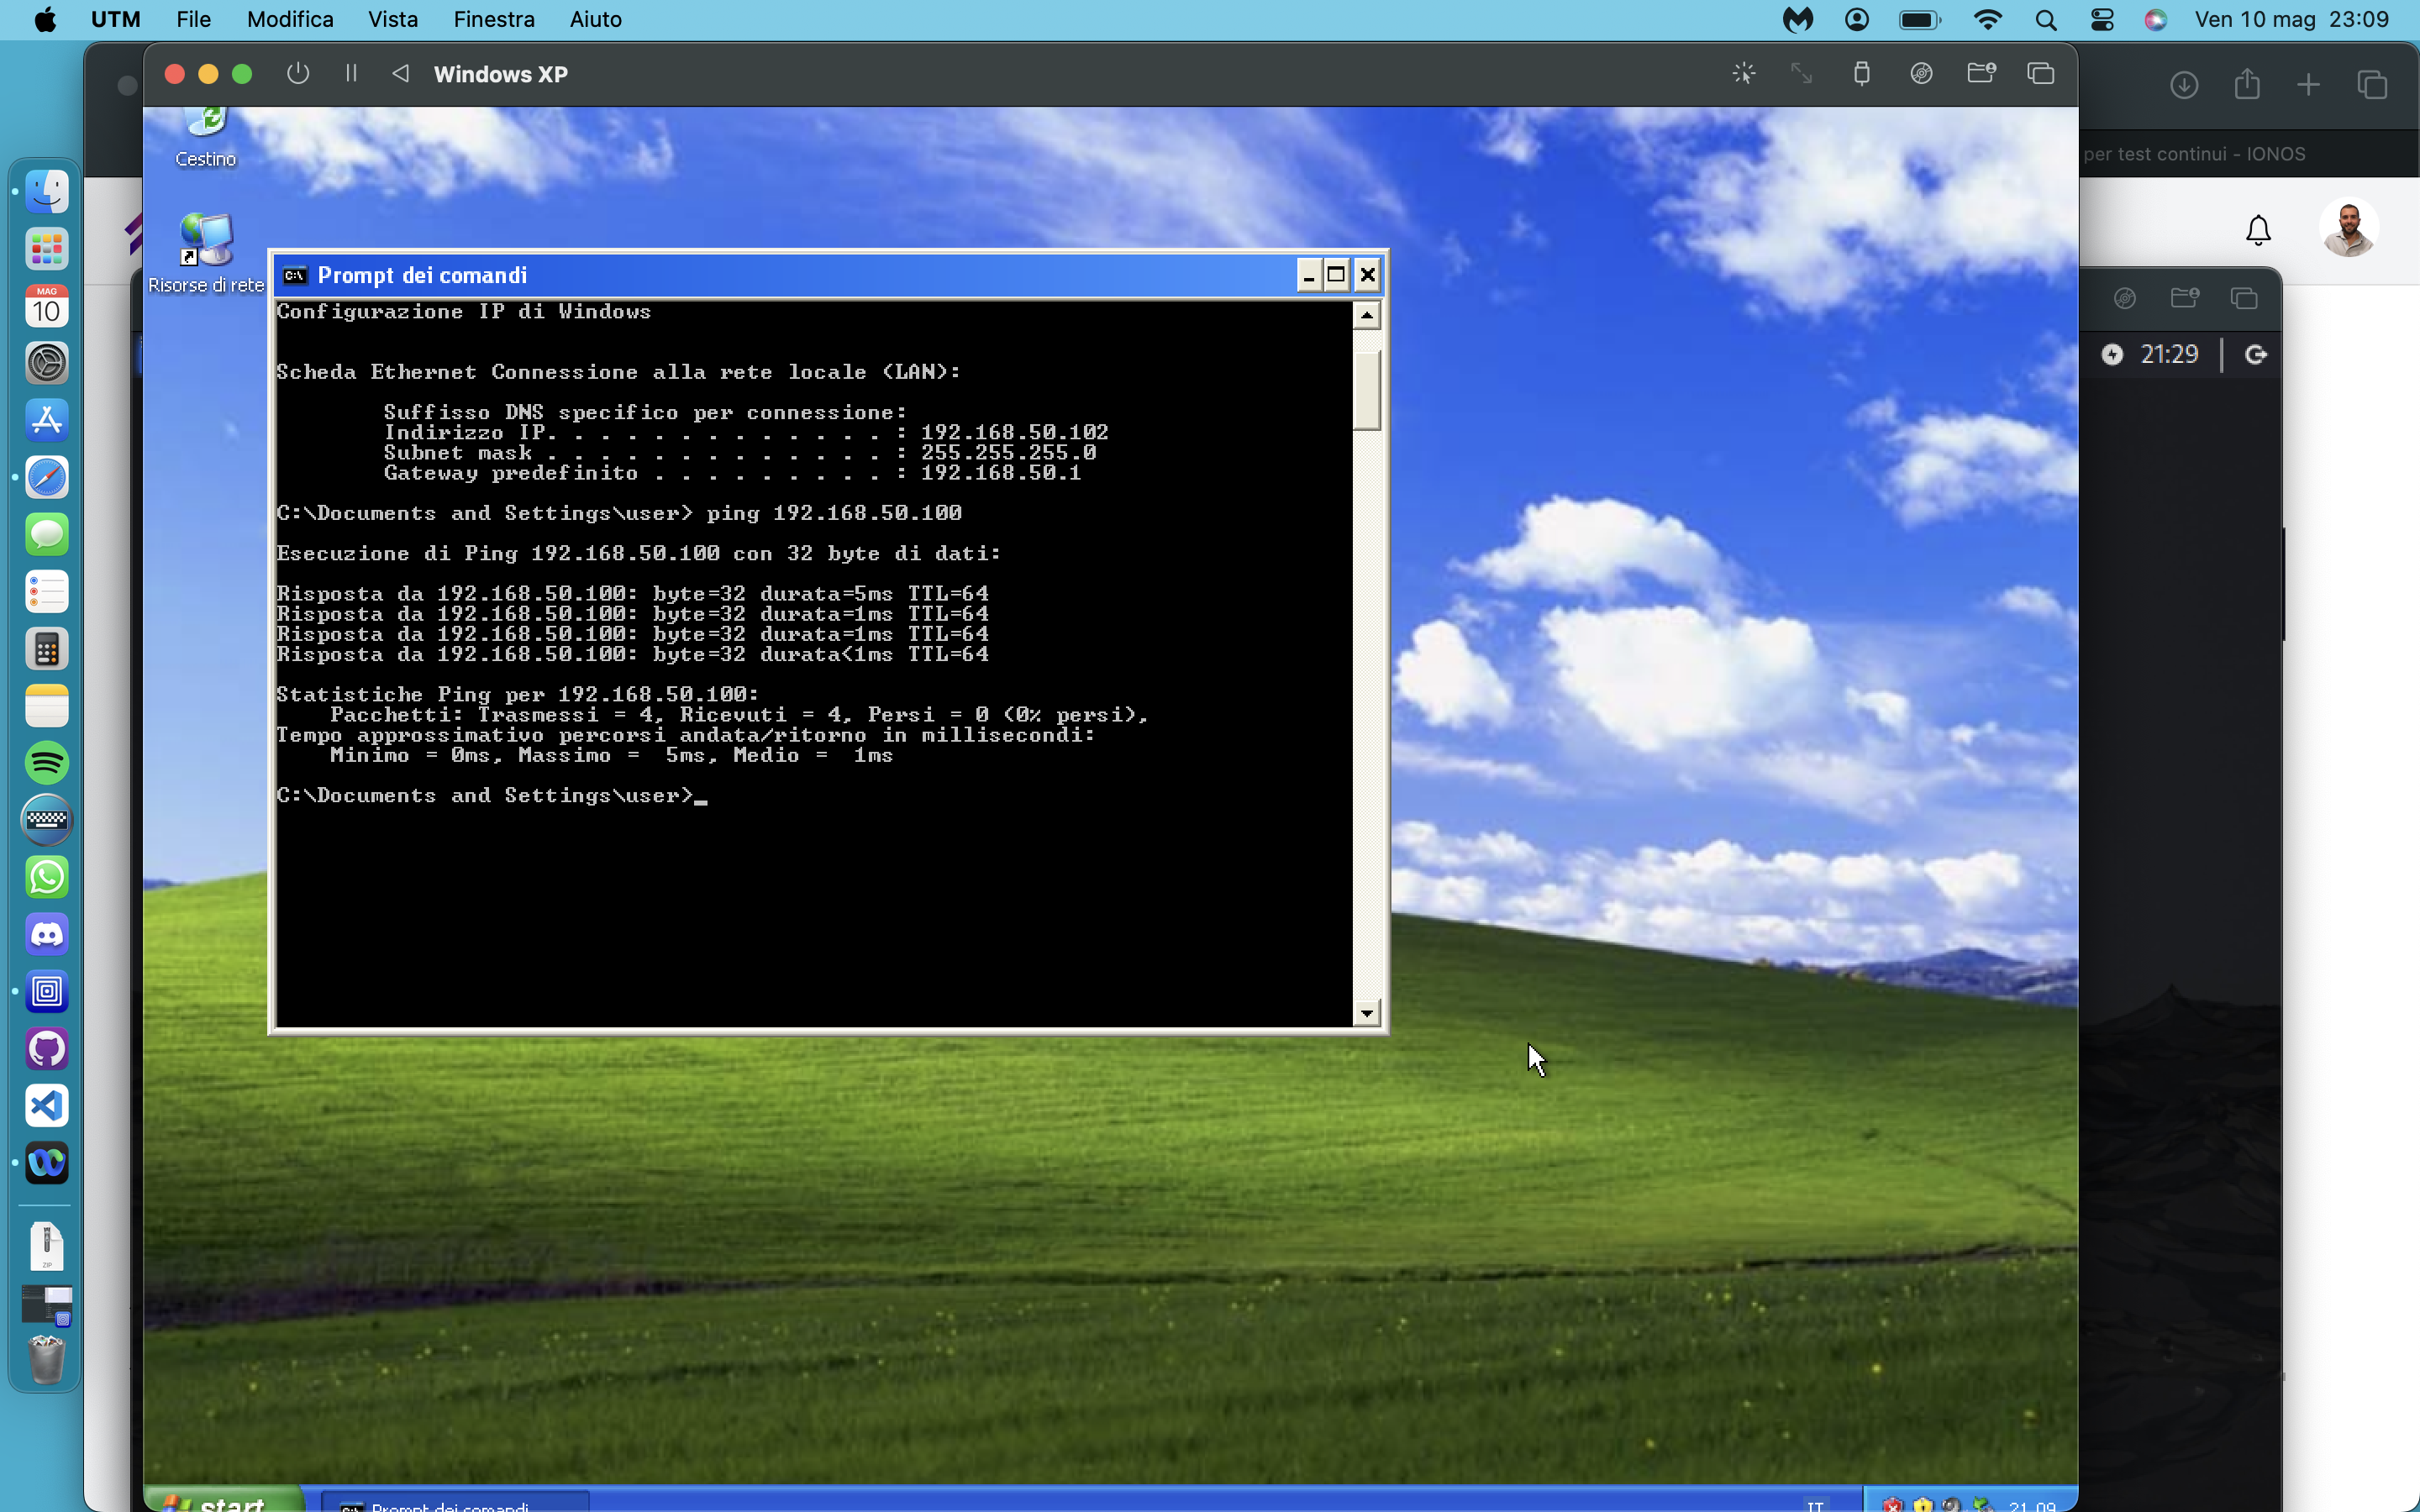 UTM File Modifica Vista Finestra Aiuto Ven 10 mag 23:09
Windows XP
per test continui - IONOS
Cestino
Risorse di rete
MAG
10
21:29
C:\ Prompt dei comandi
Configurazione IP di Windows
Scheda Ethernet Connessione alla rete locale (LAN):
Suffisso DNS specifico per connessione:
Indirizzo IP. . . . . . . . . . . . . : 192.168.50.102
Subnet mask . . . . . . . . . . . . . : 255.255.255.0
Gateway predefinito . . . . . . . . . : 192.168.50.1
C:\Documents and Settings\user> ping 192.168.50.100
Esecuzione di Ping 192.168.50.100 con 32 byte di dati:
Risposta da 192.168.50.100: byte=32 durata=5ms TTL=64
Risposta da 192.168.50.100: byte=32 durata=1ms TTL=64
Risposta da 192.168.50.100: byte=32 durata=1ms TTL=64
Risposta da 192.168.50.100: byte=32 durata<1ms TTL=64
Statistiche Ping per 192.168.50.100:
Pacchetti: Trasmessi = 4, Ricevuti = 4, Persi = 0 (0% persi),
Tempo approssimativo percorsi andata/ritorno in millisecondi:
Minimo = 0ms, Massimo =  5ms, Medio =  1ms
C:\Documents and Settings\user>_
ZIP
start Prompt dei comandi IT 21.09